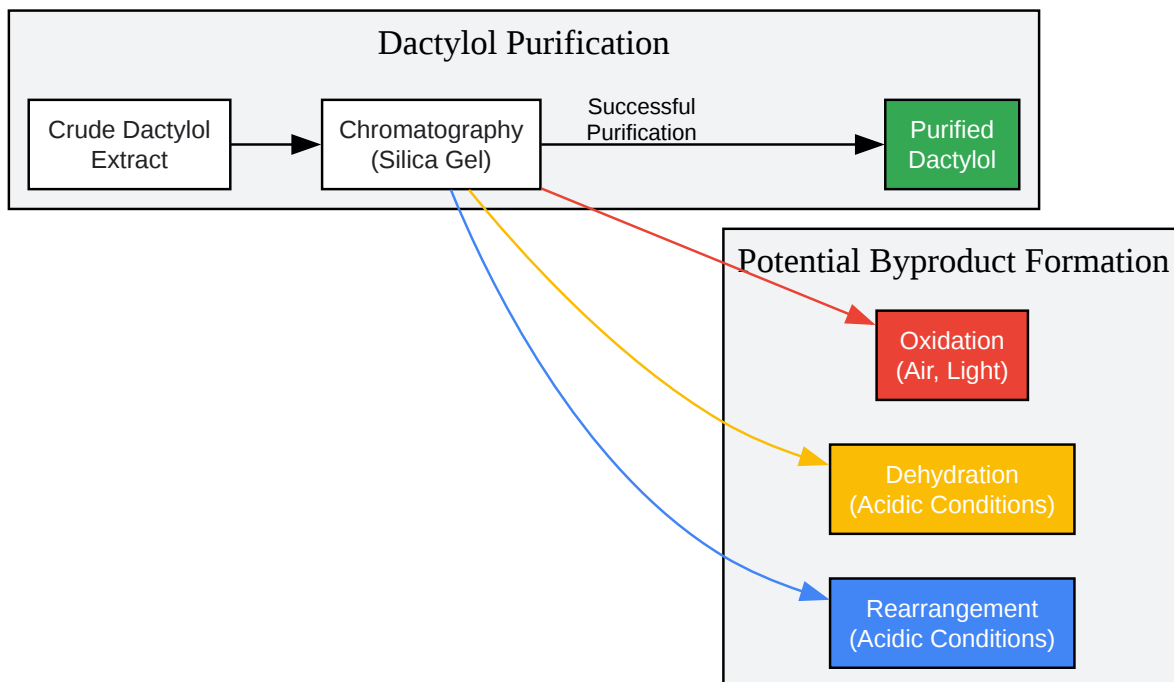 Dactylol Purification
Crude Dactylol
Extract
Chromatography
(Silica Gel)
Successful
Purification
Purified
Dactylol
Potential Byproduct Formation
Oxidation
(Air, Light)
Dehydration
(Acidic Conditions)
Rearrangement
(Acidic Conditions)